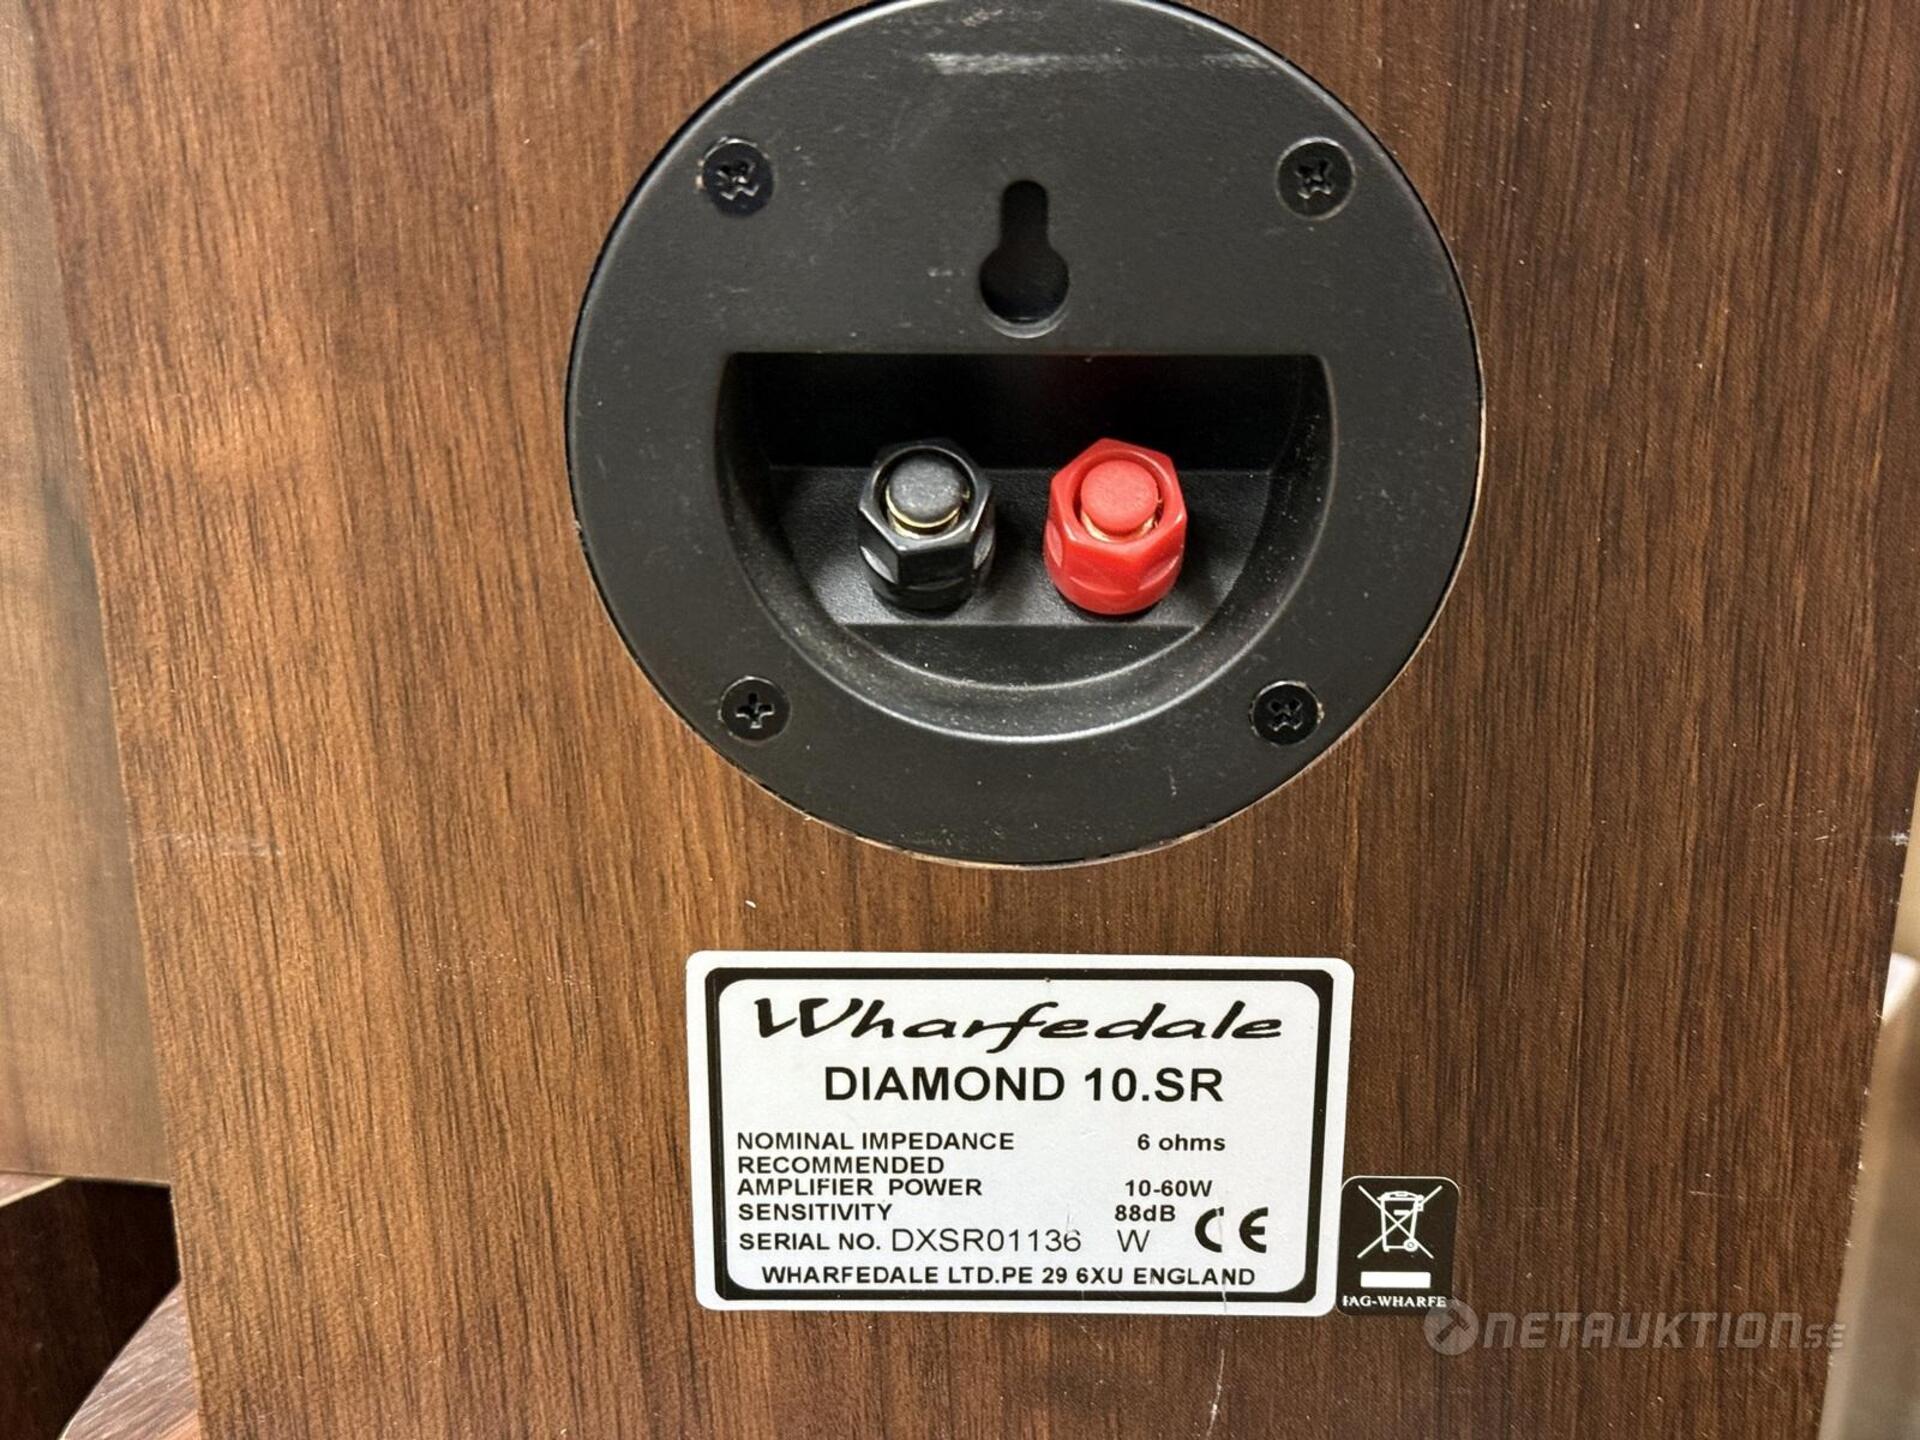 Wharfedale
DIAMOND 10.SR
NOMINAL IMPEDANCE 6 ohms
RECOMMENDED
AMPLIFIER POWER 10-60W
SENSITIVITY 88dB
SERIAL NO. DXSR01136 W CE
WHARFEDALE LTD.PE 29 6XU ENGLAND
IAG-WHARFE
NETAUKTION.SE